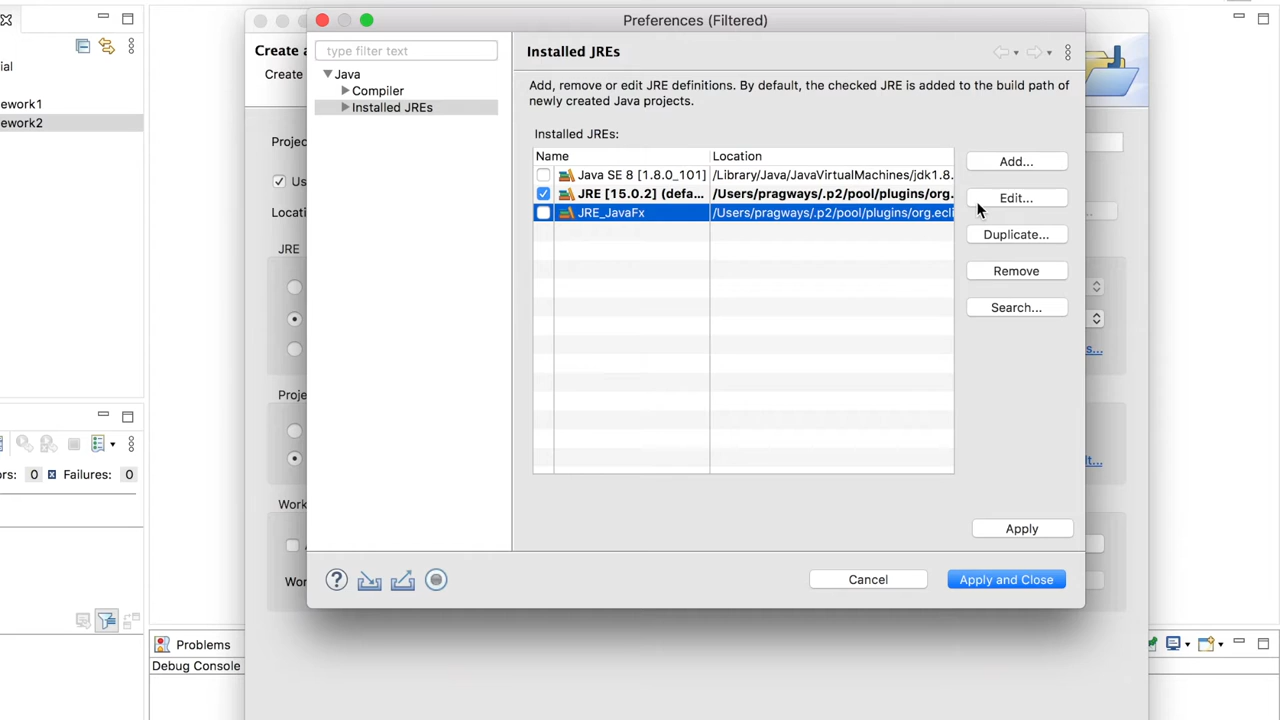 Preferences (Filtered)
type filter text
Java
Compiler
Installed JREs
Installed JREs
Add, remove or edit JRE definitions. By default, the checked JRE is added to the build path of
newly created Java projects.
Installed JREs:
Name Location
Java SE 8 [1.8.0_101] /Library/Java/JavaVirtualMachines/jdk1.8.
JRE [15.0.2] (defa... /Users/pragways/.p2/pool/plugins/org.
JRE_JavaFx /Users/pragways/.p2/pool/plugins/org.ecli
Add...
Edit...
Duplicate...
Remove
Search...
Apply
Cancel
Apply and Close
Create a
Create
Projec
Us
Locati
JRE
Proje
Work
Wor
s...
lt...
ial
ework1
ework2
ors: 0 Failures: 0
Problems
Debug Console